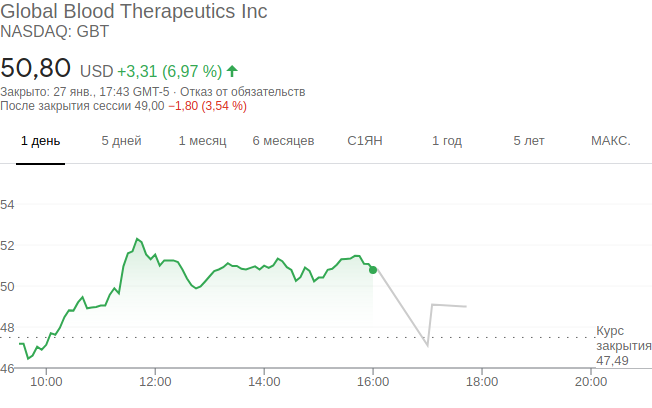 Global Blood Therapeutics Inc
NASDAQ: GBT
50,80 USD +3,31 (6,97 %)
Закрыто: 27 янв., 17:43 GMT-5 · Отказ от обязательств
После закрытия сессии 49,00 −1,80 (3,54 %)
1 день 5 дней 1 месяц 6 месяцев С1ЯН 1 год 5 лет МАКС.
54
52
50
48
Курс
закрытия
47,49
46
10:00 12:00 14:00 16:00 18:00 20:00